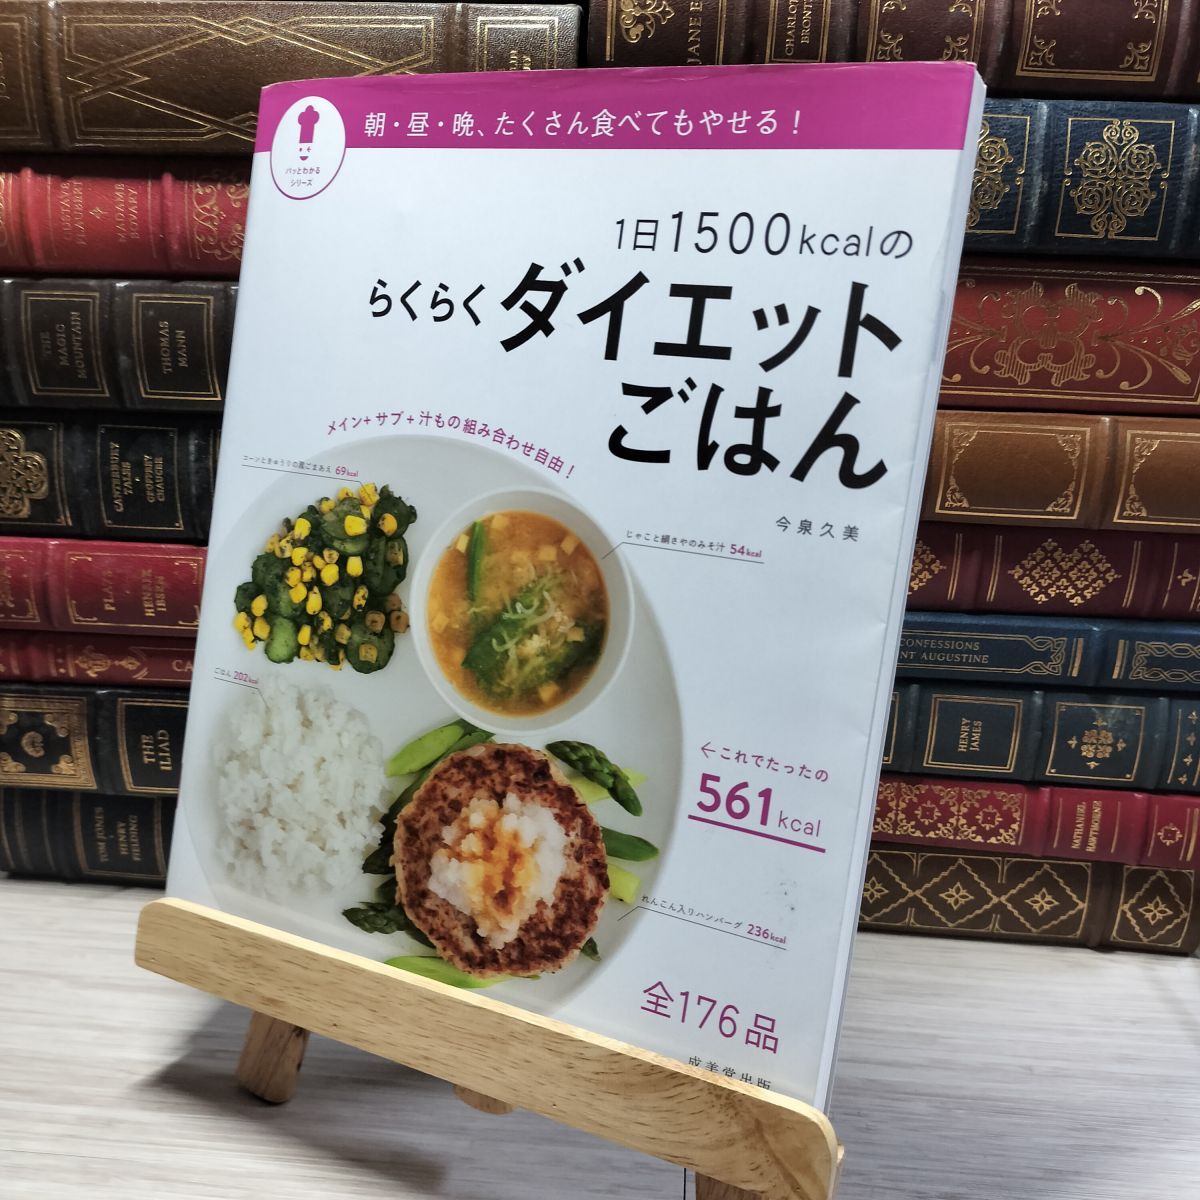 朝・昼・晩、たくさん食べてもやせる！
パッとわかる
シリーズ
1日1500kcalの
らくらくダイエット
ごはん
メイン+サブ+汁もの組み合わせ自由！
今泉久美
コーンときゅうりの黒ごまあえ 69kcal
じゃこと絹さやのみそ汁 54kcal
ごはん 202kcal
←これでたったの
561kcal
れんこん入りハンバーグ 236kcal
全176品
成美堂出版
JANE E
CHARLOT
BRONT
GUSTAVE
FLAUBERT
MADAME
BOVARY
THE
MAGIC
MOUNTAIN
THOMAS
MANN
CANTERBURY
TALES
GEOFFREY
CHAUCER
PLAYS
HENRIK
IBSEN
CA
THE
ILIAD
TOM JONES
HENRY
FIELDING
CONFESSIONS
NT AUGUSTINE
HENRY
JAMES
NATHANIEL
HAWTHORNE